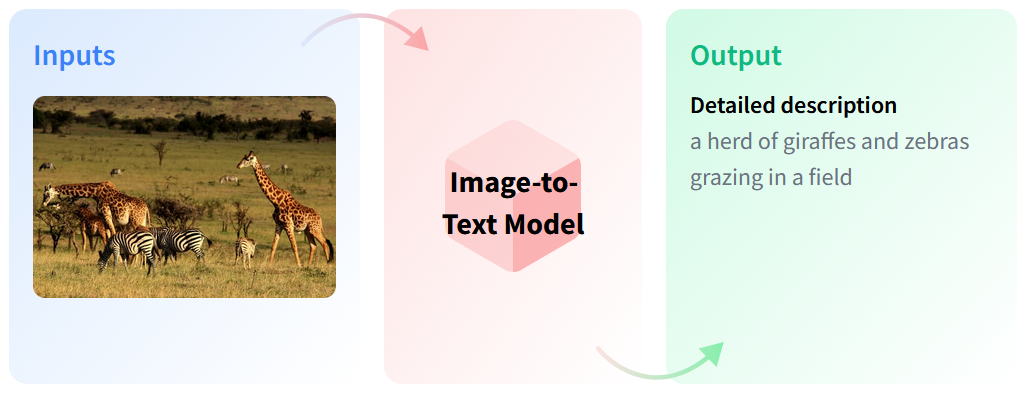 Inputs
Image-to-
Text Model
Output
Detailed description
a herd of giraffes and zebras
grazing in a field